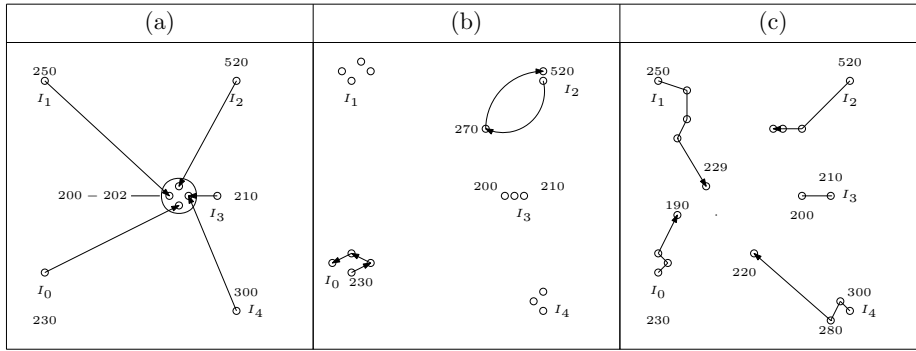 (a) (b) (c)
250 520 520 250 520
I1 I2 I1 I2 I1 I2
270
229
200 − 202 210 200 210 210
I3 I3 I3
190 200
I0 300 I0 230 220 300
230 I4 I4 230 280 I4